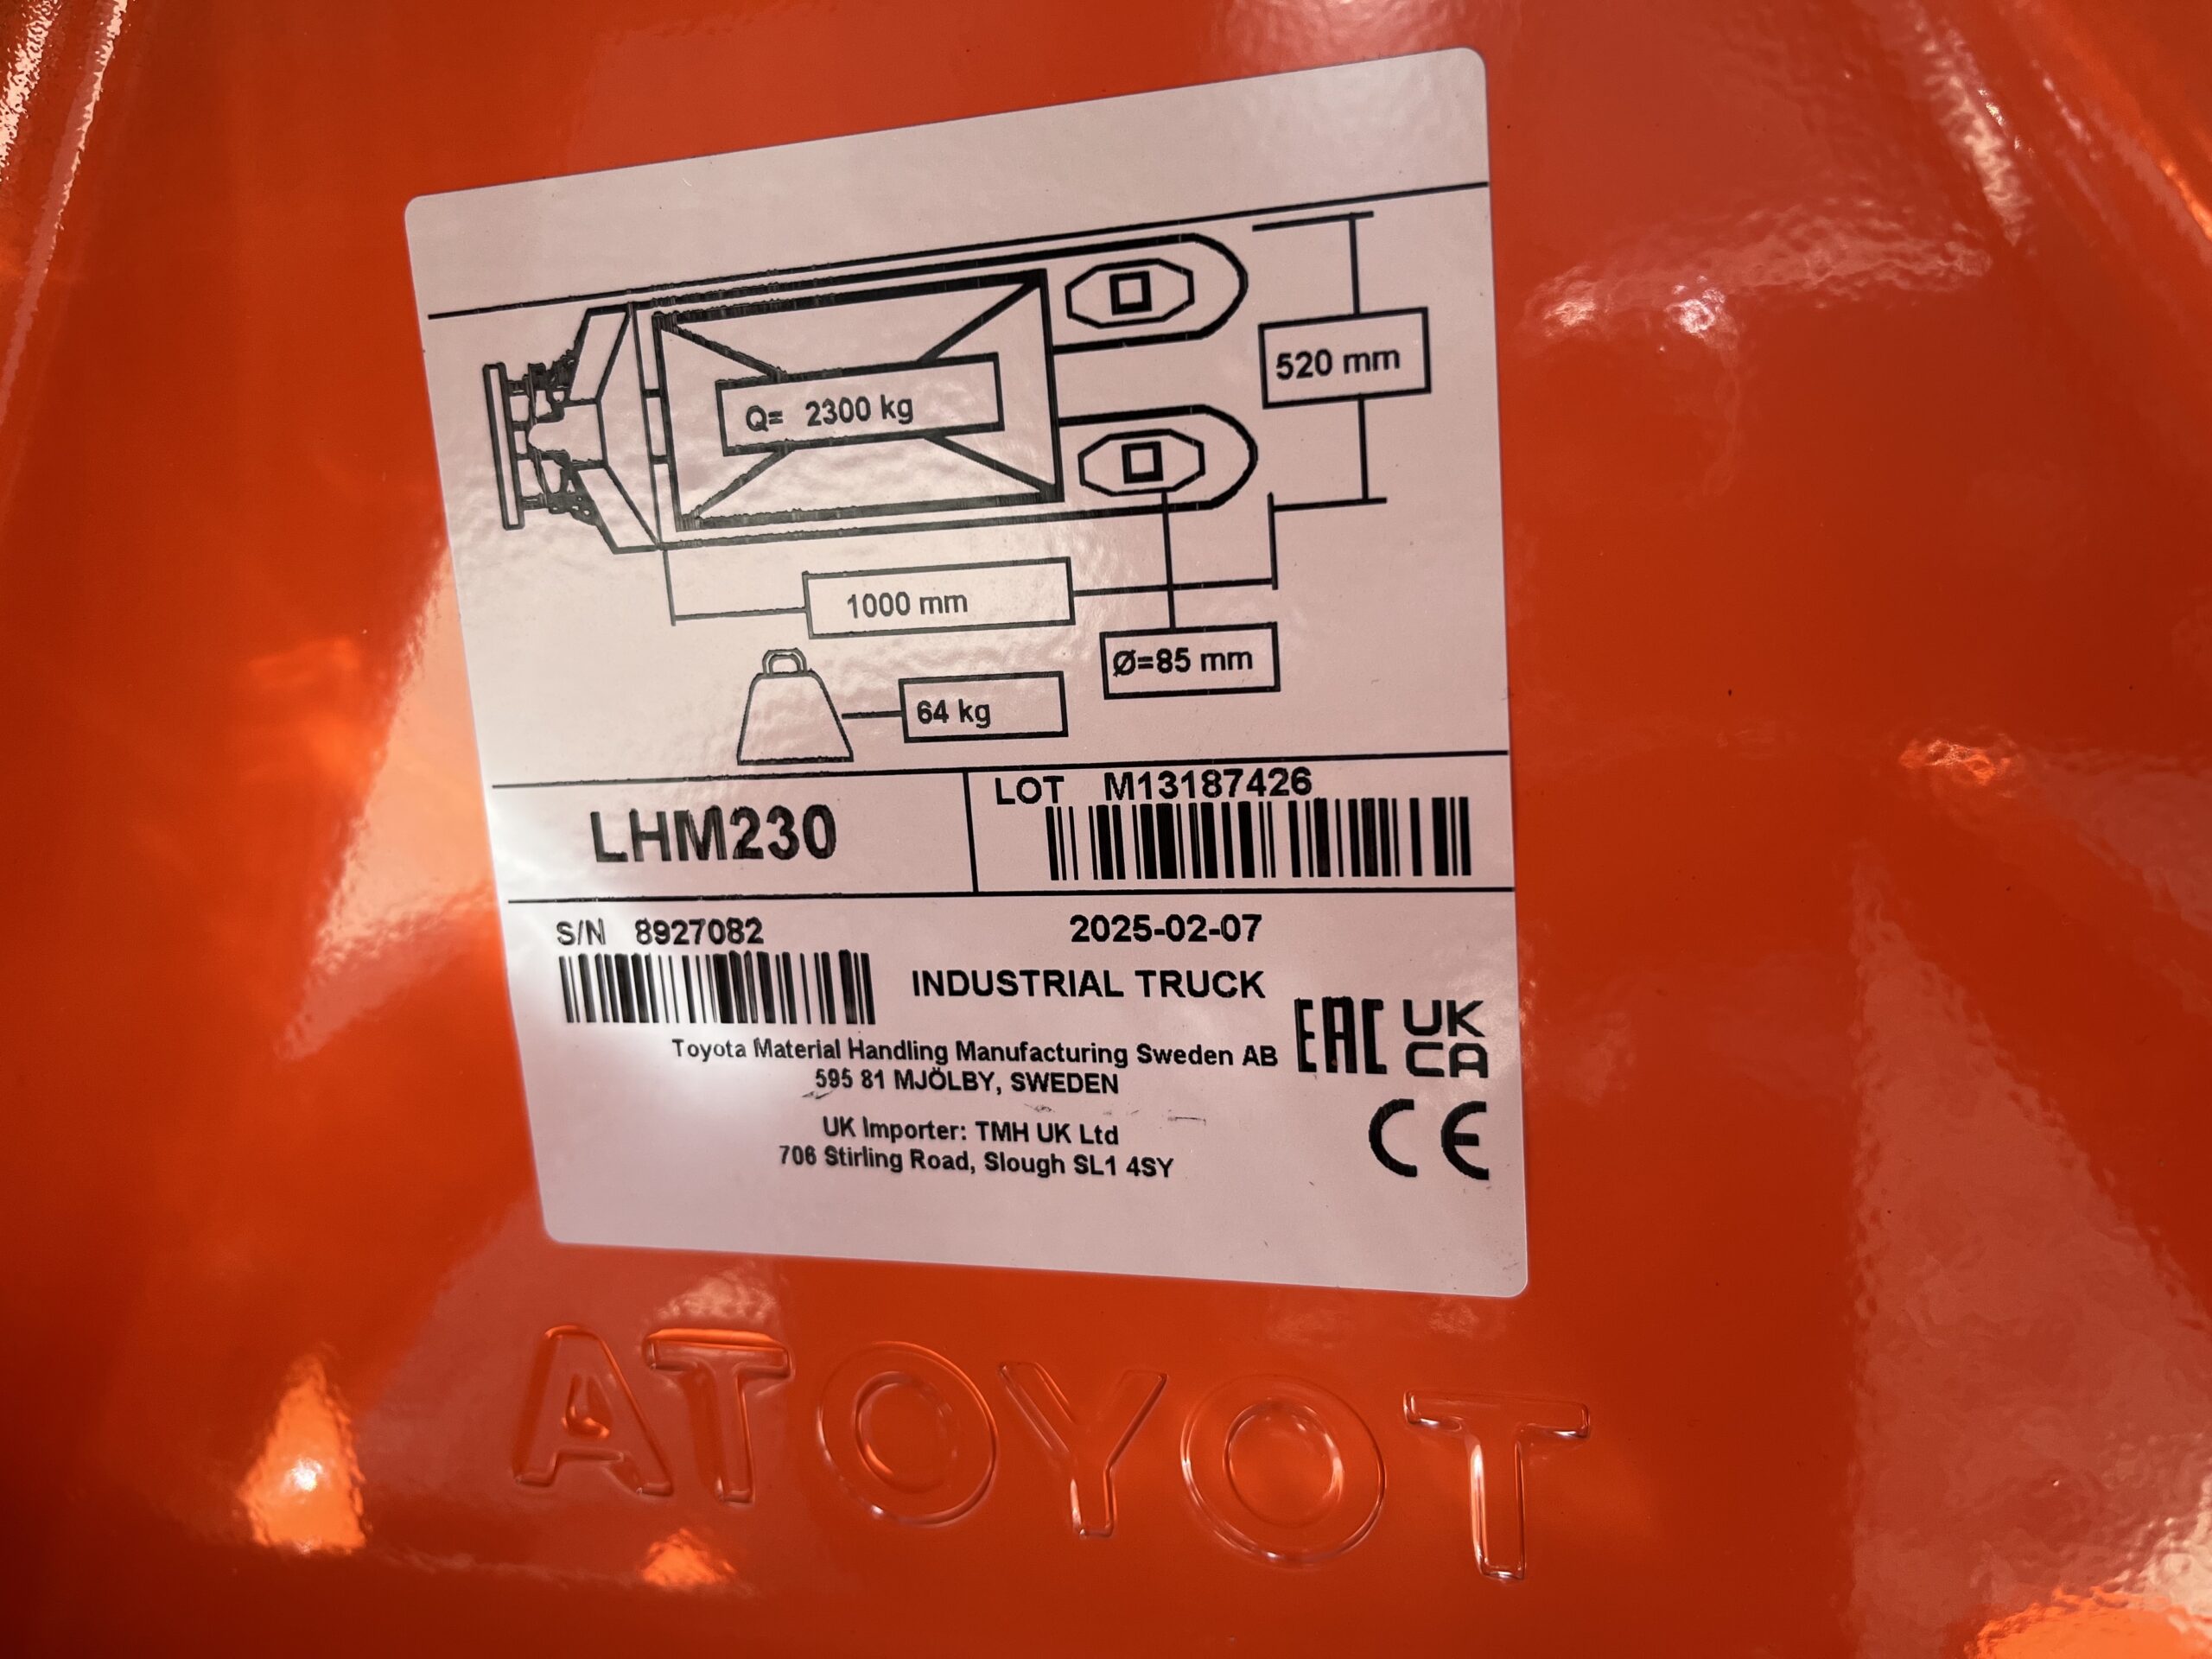 Q= 2300 kg
520 mm
1000 mm
Ø=85 mm
64 kg
LHM230
LOT M13187426
S/N 8927082
2025-02-07
INDUSTRIAL TRUCK
EAC
UK
CA
Toyota Material Handling Manufacturing Sweden AB
595 81 MJÖLBY, SWEDEN
CE
UK Importer: TMH UK Ltd
706 Stirling Road, Slough SL1 4SY
ATOYOT